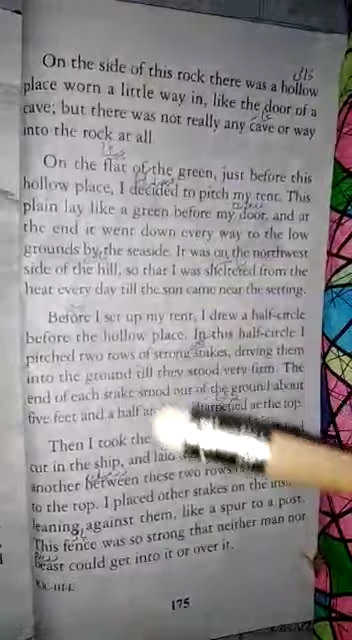 خالی
On the side of this rock there was a hollow
place worn a little way in, like the door of a
غار
cave; but there was not really any cave or way
into the rock at all.
On the flat of the green, just before this
hollow place, I decided to pitch my tent. This
plain lay like a green before my door, and at
the end it went down every way to the low
grounds by the seaside. It was on the northwest
side of the hill, so that I was sheltered from the
heat every day till the sun came near the setting.
Before I set up my tent, I drew a half-circle
before the hollow place. In this half-circle I
pitched two rows of strong stakes, driving them
into the ground till they stood very firm. The
end of each stake stood out of the ground about
five feet and a half sharpened at the top.
Then I took the
cut in the ship, and laid
another between these two rows
to the top. I placed other stakes on the
leaning against them, like a spur to a post.
This fence was so strong that neither man nor
beast could get into it or over it.
175